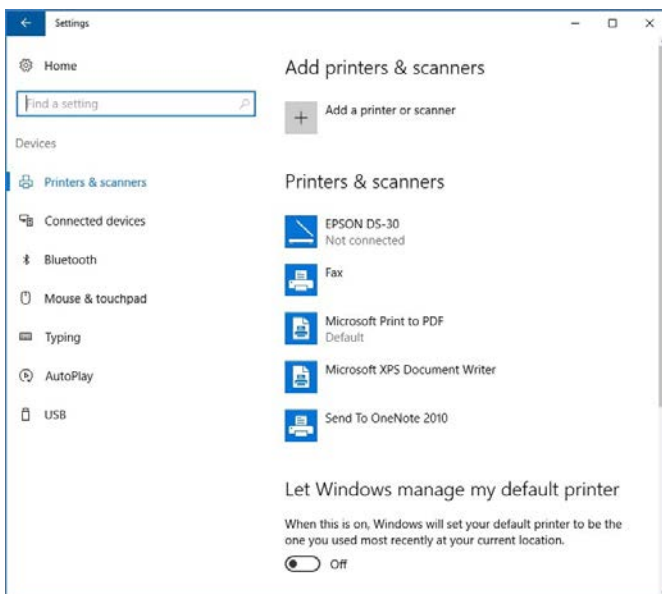 Settings
Home
Find a setting
Devices
Printers & scanners
Connected devices
Bluetooth
Mouse & touchpad
Typing
AutoPlay
USB
Add printers & scanners
Add a printer or scanner
Printers & scanners
EPSON DS-30
Not connected
Fax
Microsoft Print to PDF
Default
Microsoft XPS Document Writer
Send To OneNote 2010
Let Windows manage my default printer
When this is on, Windows will set your default printer to be the
one you used most recently at your current location.
Off